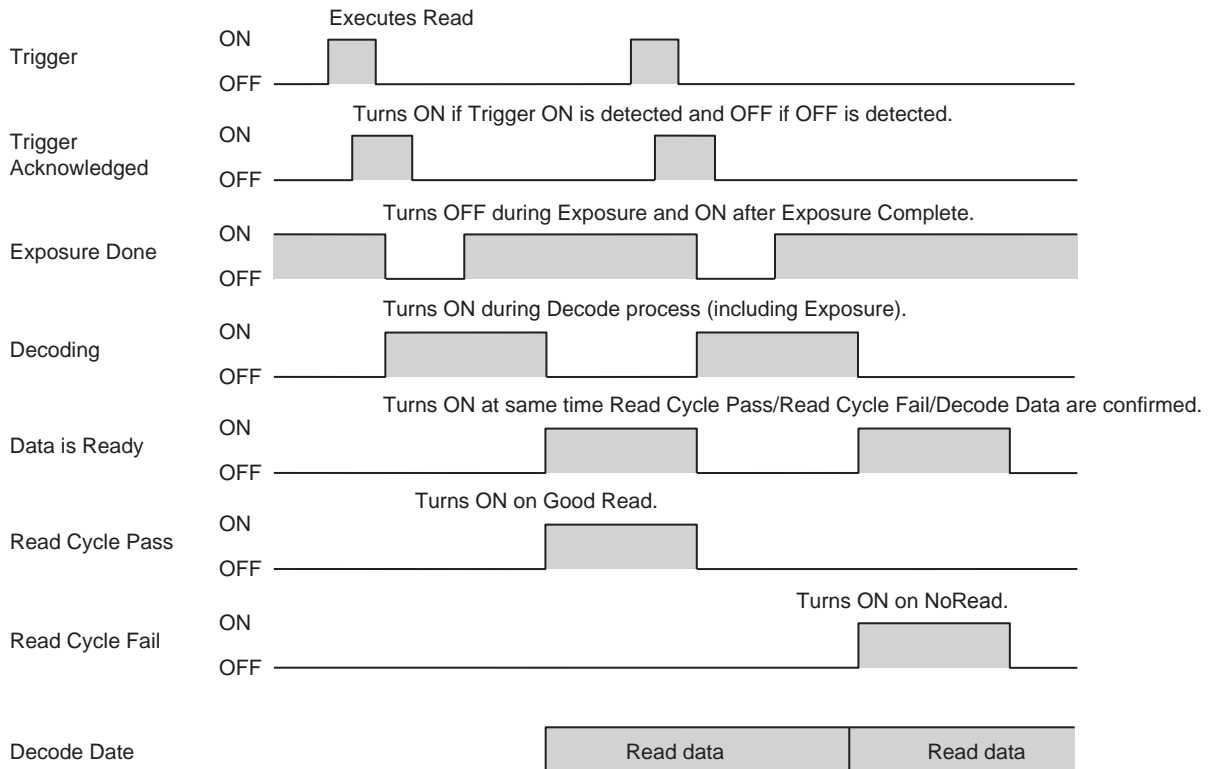 Executes Read
Trigger
ON
OFF
Turns ON if Trigger ON is detected and OFF if OFF is detected.
Trigger
Acknowledged
ON
OFF
Turns OFF during Exposure and ON after Exposure Complete.
Exposure Done
ON
OFF
Turns ON during Decode process (including Exposure).
Decoding
ON
OFF
Turns ON at same time Read Cycle Pass/Read Cycle Fail/Decode Data are confirmed.
Data is Ready
ON
OFF
Turns ON on Good Read.
Read Cycle Pass
ON
OFF
Turns ON on NoRead.
Read Cycle Fail
ON
OFF
Decode Date
Read data
Read data